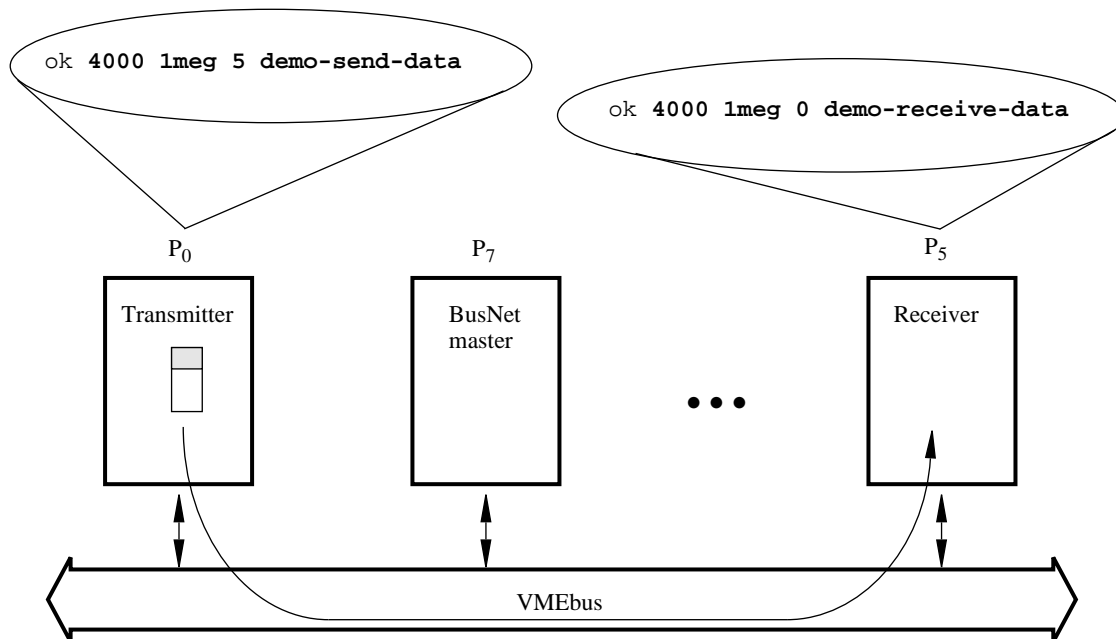 ok 4000 1meg 5 demo-send-data
ok 4000 1meg 0 demo-receive-data
P0
P7
P5
Transmitter
BusNet
master
Receiver
VMEbus